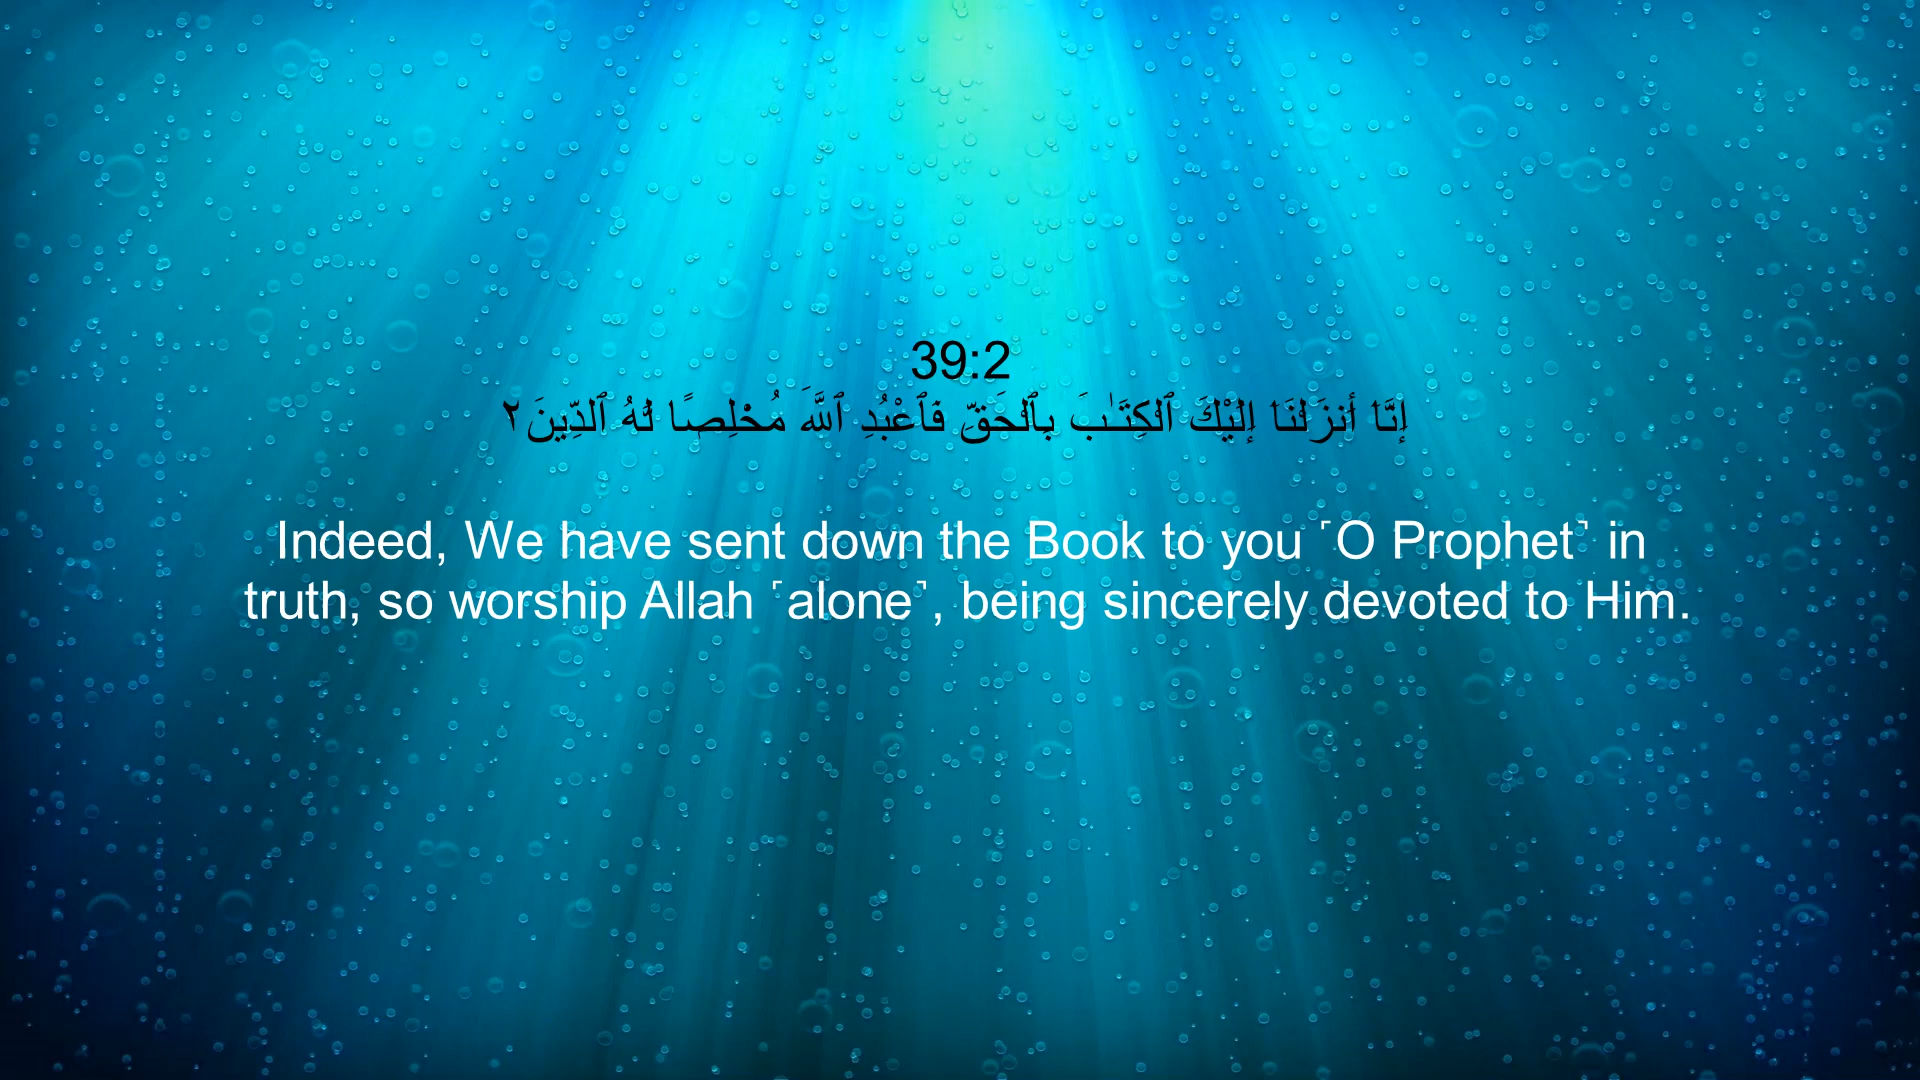 39:2
إِنَّآ أَنزَلْنَآ إِلَيْكَ ٱلْكِتَـٰبَ بِٱلْحَقِّ فَٱعْبُدِ ٱللَّهَ مُخْلِصًا لَّهُ ٱلدِّينَ ٢
Indeed, We have sent down the Book to you ˹O Prophet˺ in
truth, so worship Allah ˹alone˺, being sincerely devoted to Him.